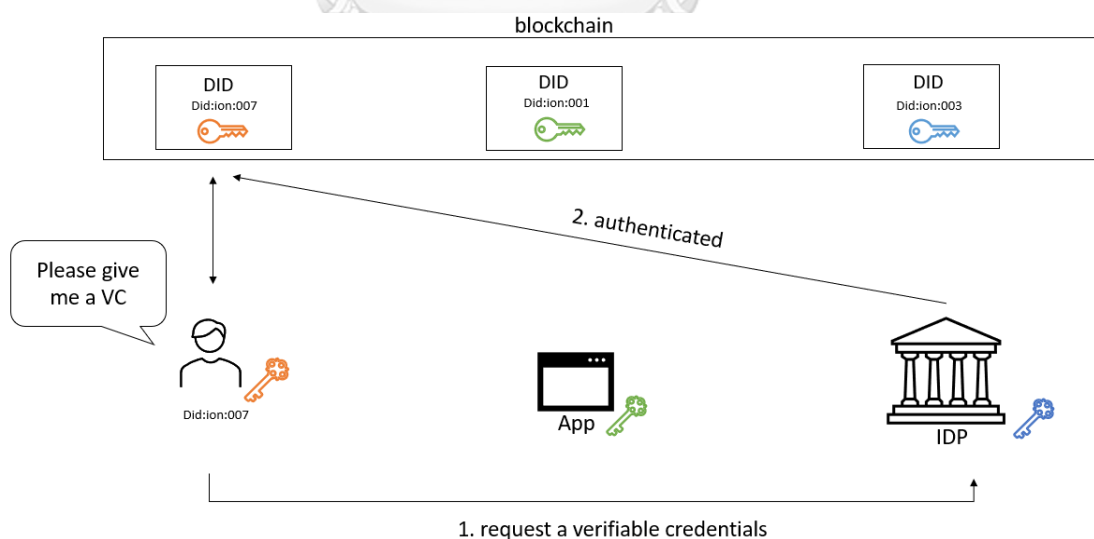 blockchain
DID
Did:ion:007
DID
Did:ion:001
DID
Did:ion:003
2. authenticated
Please give
me a VC
Did:ion:007
App
IDP
1. request a verifiable credentials